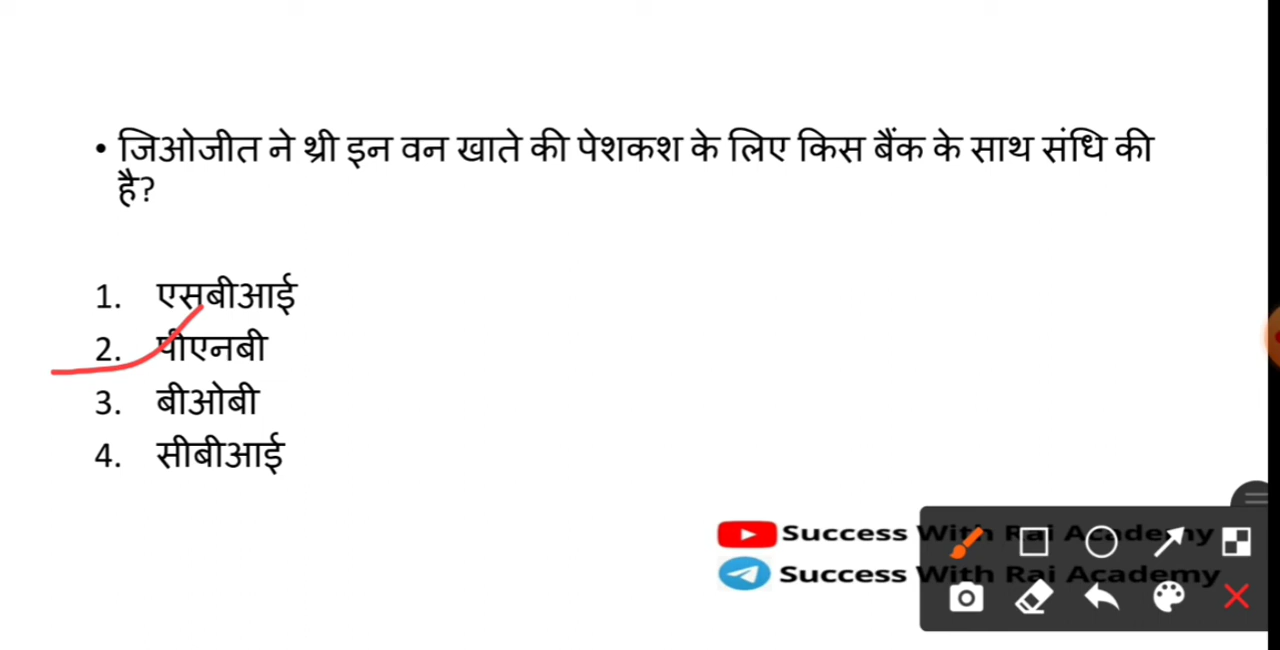 • जिओजीत ने थ्री इन वन खाते की पेशकश के लिए किस बैंक के साथ संधि की
है?
1. एसबीआई
2. पीएनबी
3. बीओबी
4. सीबीआई
Success With Rai Academy
Success With Rai Academy